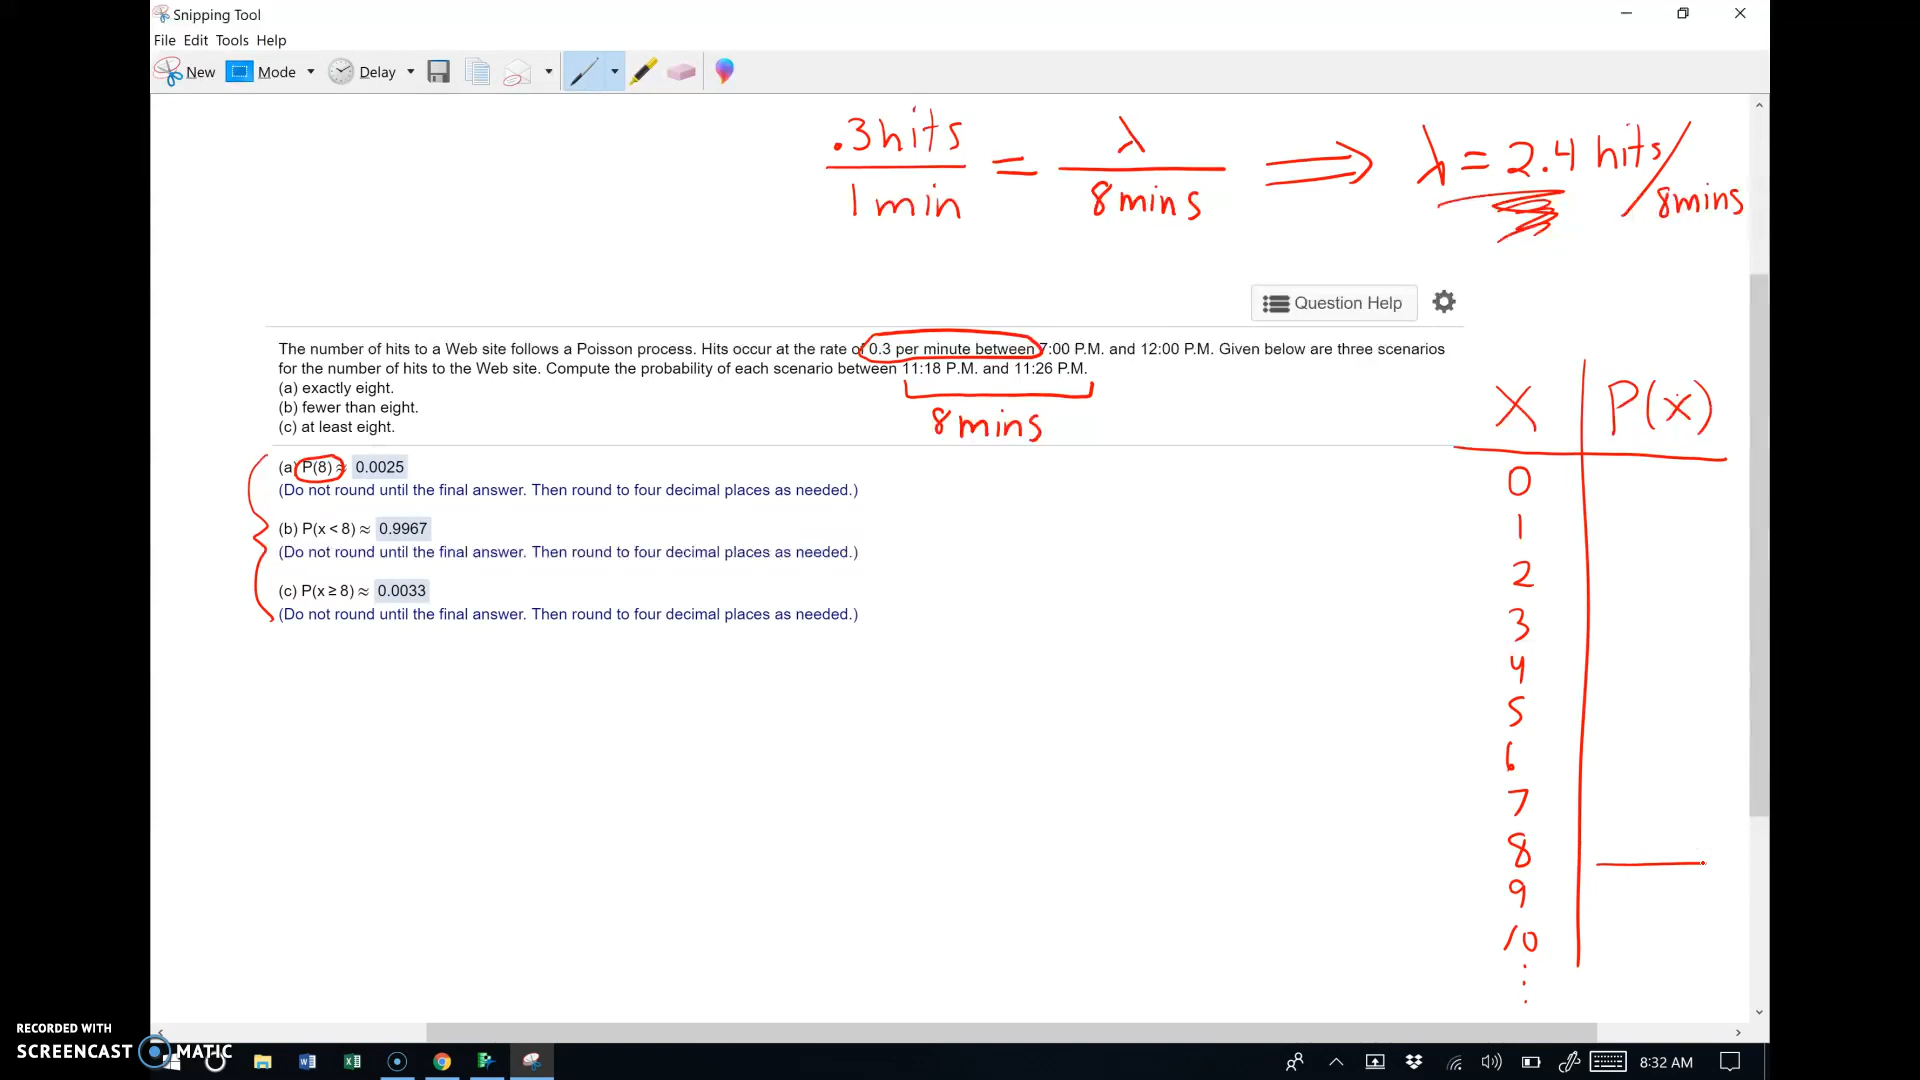 Snipping Tool
File Edit Tools Help
New Mode Delay
.3 hits / 1 min = λ / 8 mins ⟹ λ = 2.4 hits / 8 mins
Question Help
The number of hits to a Web site follows a Poisson process. Hits occur at the rate of 0.3 per minute between 7:00 P.M. and 12:00 P.M. Given below are three scenarios
for the number of hits to the Web site. Compute the probability of each scenario between 11:18 P.M. and 11:26 P.M.
(a) exactly eight.
(b) fewer than eight.
(c) at least eight.
8 mins
X P(x)
(a) P(8) ≈ 0.0025
(Do not round until the final answer. Then round to four decimal places as needed.)
(b) P(x < 8) ≈ 0.9967
(Do not round until the final answer. Then round to four decimal places as needed.)
(c) P(x ≥ 8) ≈ 0.0033
(Do not round until the final answer. Then round to four decimal places as needed.)
0
1
2
3
4
5
6
7
8
9
10
⋮
RECORDED WITH
SCREENCAST MATIC
8:32 AM